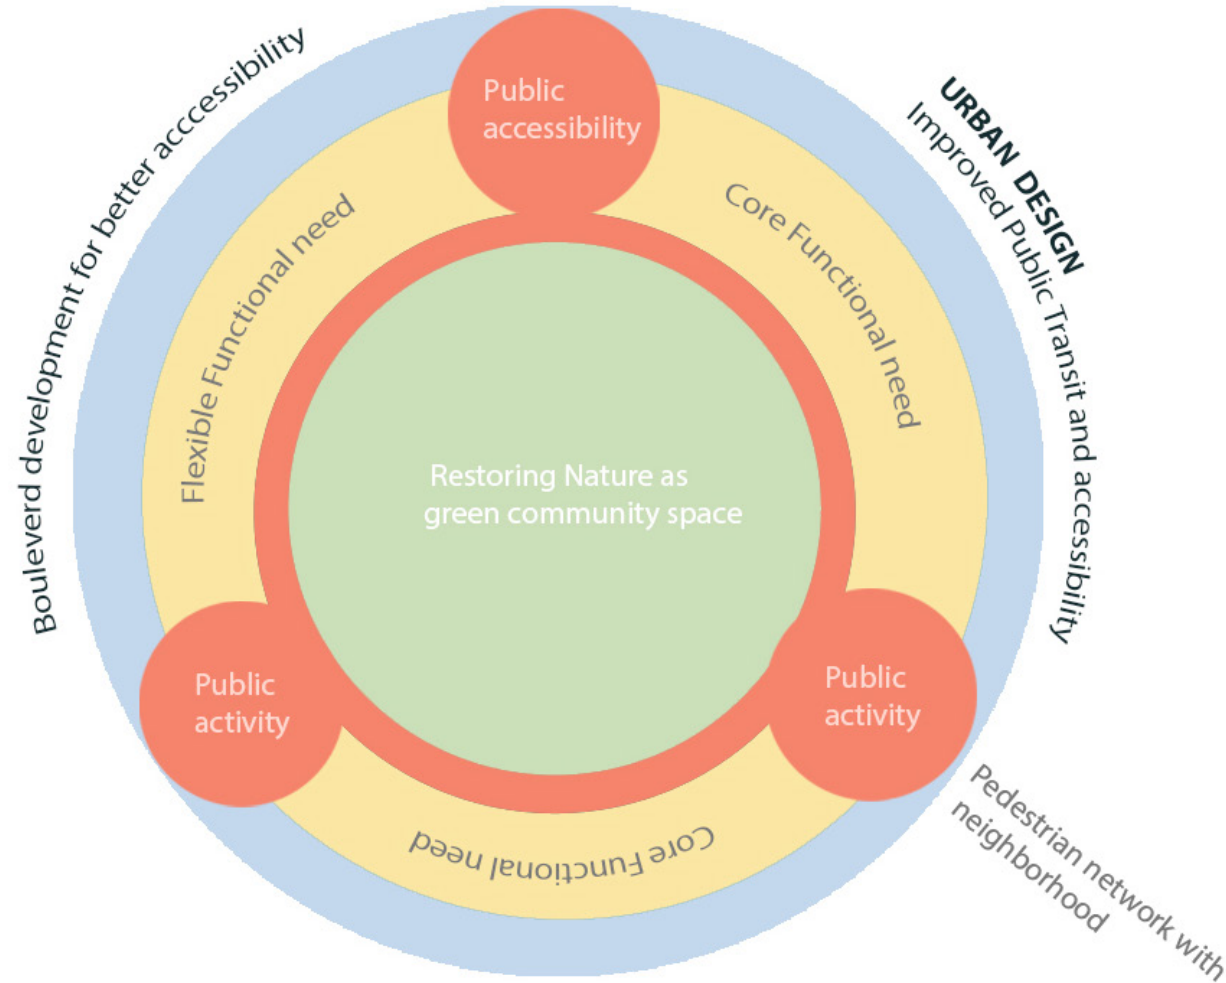 Bouleverd development for better acccessibility
URBAN DESIGN
Improved Public Transit and accessibility
Public
accessibility
Flexible Functional need
Core Functional need
Restoring Nature as
green community space
Public
activity
Public
activity
Core Functional need
Pedestrian network with
neighborhood